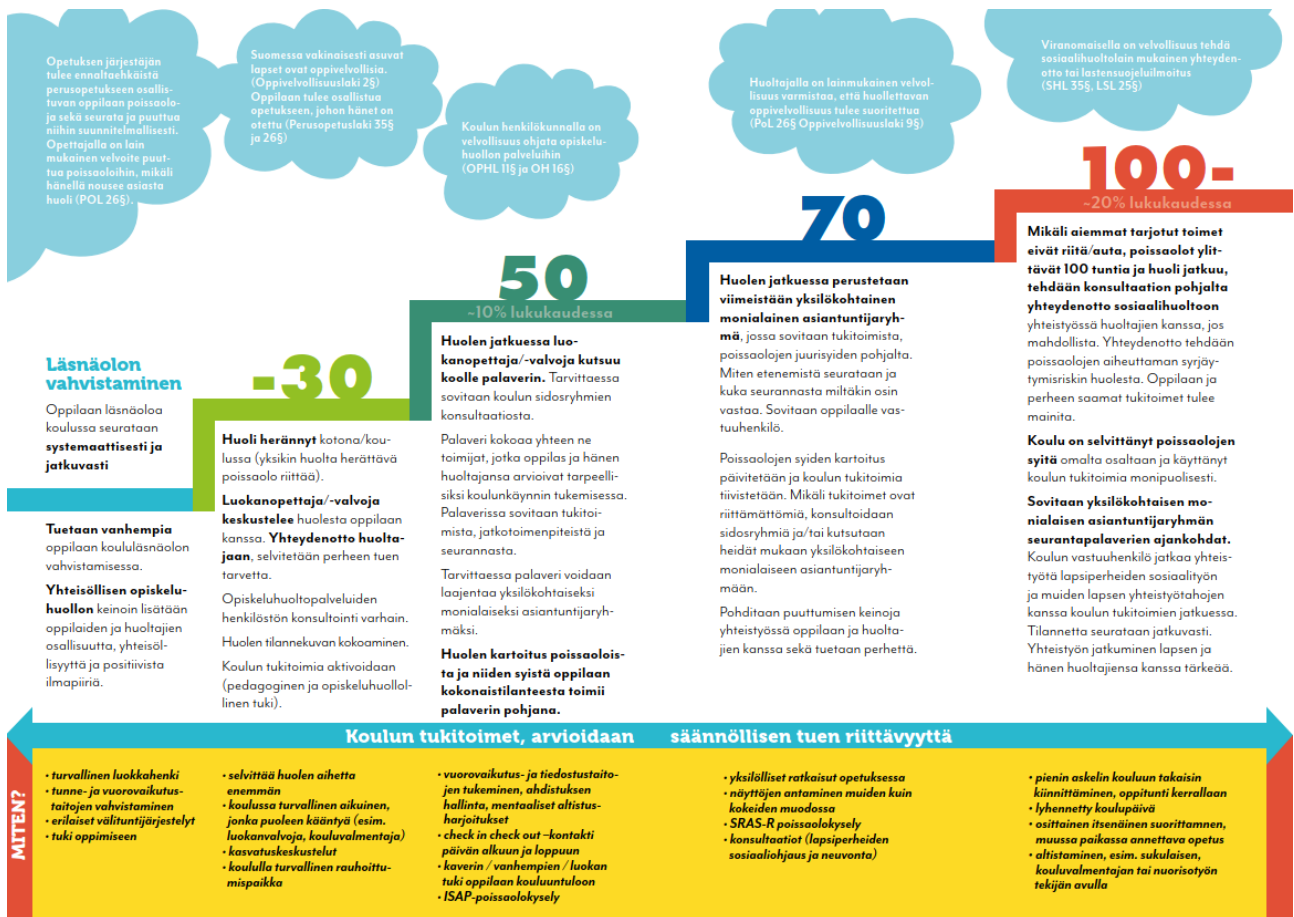 Opetuksen järjestäjän
tulee ennaltaehkäistä
perusopetukseen osallis-
tuvan oppilaan poissaolo-
ja sekä seurata ja puuttua
niihin suunnitelmallisesti.
Opettajalla on lain
mukainen velvoite puut-
tua poissaoloihin, mikäli
hänellä nousee asiasta
huoli (POL 26§).
Suomessa vakinaisesti asuvat
lapset ovat oppivelvollisia.
(Oppivelvollisuuslaki 2§)
Oppilaan tulee osallistua
opetukseen, johon hänet on
otettu (Perusopetuslaki 35§
ja 26§)
Koulun henkilökunnalla on
velvollisuus ohjata opiskelu-
huollon palveluihin
(OPHL 11§ ja OH 16§)
Huoltajalla on lainmukainen velvol-
lisuus varmistaa, että huollettavan
oppivelvollisuus tulee suoritettua
(PoL 26§ Oppivelvollisuuslaki 9§)
Viranomaisella on velvollisuus tehdä
sosiaalihuoltolain mukainen yhteyden-
otto tai lastensuojeluilmoitus
(SHL 35§, LSL 25§)
Läsnäolon
vahvistaminen
Oppilaan läsnäoloa
koulussa seurataan
systemaattisesti ja
jatkuvasti
Tuetaan vanhempia
oppilaan koululäsnäolon
vahvistamisessa.
Yhteisöllisen opiskelu-
huollon keinoin lisätään
oppilaiden ja huoltajien
osallisuutta, yhteisöl-
lisyyttä ja positiivista
ilmapiiriä.
-30
Huoli herännyt kotona/kou-
lussa (yksikin huolta herättävä
poissaolo riittää).
Luokanopettaja/-valvoja
keskustelee huolesta oppilaan
kanssa. Yhteydenotto huolta-
jaan, selvitetään perheen tuen
tarvetta.
Opiskeluhuoltopalveluiden
henkilöstön konsultointi varhain.
Huolen tilannekuvan kokoaminen.
Koulun tukitoimia aktivoidaan
(pedagoginen ja opiskeluhuollol-
linen tuki).
50
~10% lukukaudessa
Huolen jatkuessa luo-
kanopettaja/-valvoja kutsuu
koolle palaverin. Tarvittaessa
sovitaan koulun sidosryhmien
konsultaatiosta.
Palaveri kokoaa yhteen ne
toimijat, jotka oppilas ja hänen
huoltajansa arvioivat tarpeelli-
siksi koulunkäynnin tukemisessa.
Palaverissa sovitaan tukitoi-
mista, jatkotoimenpiteistä ja
seurannasta.
Tarvittaessa palaveri voidaan
laajentaa yksilökohtaiseksi
monialaiseksi asiantuntijaryh-
mäksi.
Huolen kartoitus poissaolois-
ta ja niiden syistä oppilaan
kokonaistilanteesta toimii
palaverin pohjana.
70
Huolen jatkuessa perustetaan
viimeistään yksilökohtainen
monialainen asiantuntijaryh-
mä, jossa sovitaan tukitoimista,
poissaolojen juurisyiden pohjalta.
Miten etenemistä seurataan ja
kuka seurannasta miltäkin osin
vastaa. Sovitaan oppilaalle vas-
tuuhenkilö.
Poissaolojen syiden kartoitus
päivitetään ja koulun tukitoimia
tiivistetään. Mikäli tukitoimet ovat
riittämättömiä, konsultoidaan
sidosryhmiä ja/tai kutsutaan
heidät mukaan yksilökohtaiseen
monialaiseen asiantuntijaryh-
mään.
Pohditaan puuttumisen keinoja
yhteistyössä oppilaan ja huolta-
jien kanssa sekä tuetaan perhettä.
100-
~20% lukukaudessa
Mikäli aiemmat tarjotut toimet
eivät riitä/auta, poissaolot ylit-
tävät 100 tuntia ja huoli jatkuu,
tehdään konsultaation pohjalta
yhteydenotto sosiaalihuoltoon
yhteistyössä huoltajien kanssa, jos
mahdollista. Yhteydenotto tehdään
poissaolojen aiheuttaman syrjäy-
tymisriskin huolesta. Oppilaan ja
perheen saamat tukitoimet tulee
mainita.
Koulu on selvittänyt poissaolojen
syitä omalta osaltaan ja käyttänyt
koulun tukitoimia monipuolisesti.
Sovitaan yksilökohtaisen mo-
nialaisen asiantuntijaryhmän
seurantapalaverien ajankohdat.
Koulun vastuuhenkilö jatkaa yhteis-
työtä lapsiperheiden sosiaalityön
ja muiden lapsen yhteistyötahojen
kanssa koulun tukitoimien jatkuessa.
Tilannetta seurataan jatkuvasti.
Yhteistyön jatkuminen lapsen ja
hänen huoltajiensa kanssa tärkeää.
Koulun tukitoimet, arvioidaan säännöllisen tuen riittävyyttä
MITEN?
• turvallinen luokkahenki
• tunne- ja vuorovaikutus-
taitojen vahvistaminen
• erilaiset välituntijärjestelyt
• tuki oppimiseen
• selvittää huolen aihetta
enemmän
• koulussa turvallinen aikuinen,
jonka puoleen kääntyä (esim.
luokanvalvoja, kouluvalmentaja)
• kasvatuskeskustelut
• koululla turvallinen rauhoittu-
mispaikka
• vuorovaikutus- ja tiedostustaito-
jen tukeminen, ahdistuksen
hallinta, mentaaliset altistus-
harjoitukset
• check in check out –kontakti
päivän alkuun ja loppuun
• kaverin / vanhempien / luokan
tuki oppilaan kouluuntuloon
• ISAP-poissaolokysely
• yksilölliset ratkaisut opetuksessa
• näyttöjen antaminen muiden kuin
kokeiden muodossa
• SRAS-R poissaolokysely
• konsultaatiot (lapsiperheiden
sosiaaliohjaus ja neuvonta)
• pienin askelin kouluun takaisin
kiinnittäminen, oppitunti kerrallaan
• lyhennetty koulupäivä
• osittainen itsenäinen suorittamnen,
muussa paikassa annettava opetus
• altistaminen, esim. sukulaisen,
kouluvalmentajan tai nuorisotyön
tekijän avulla